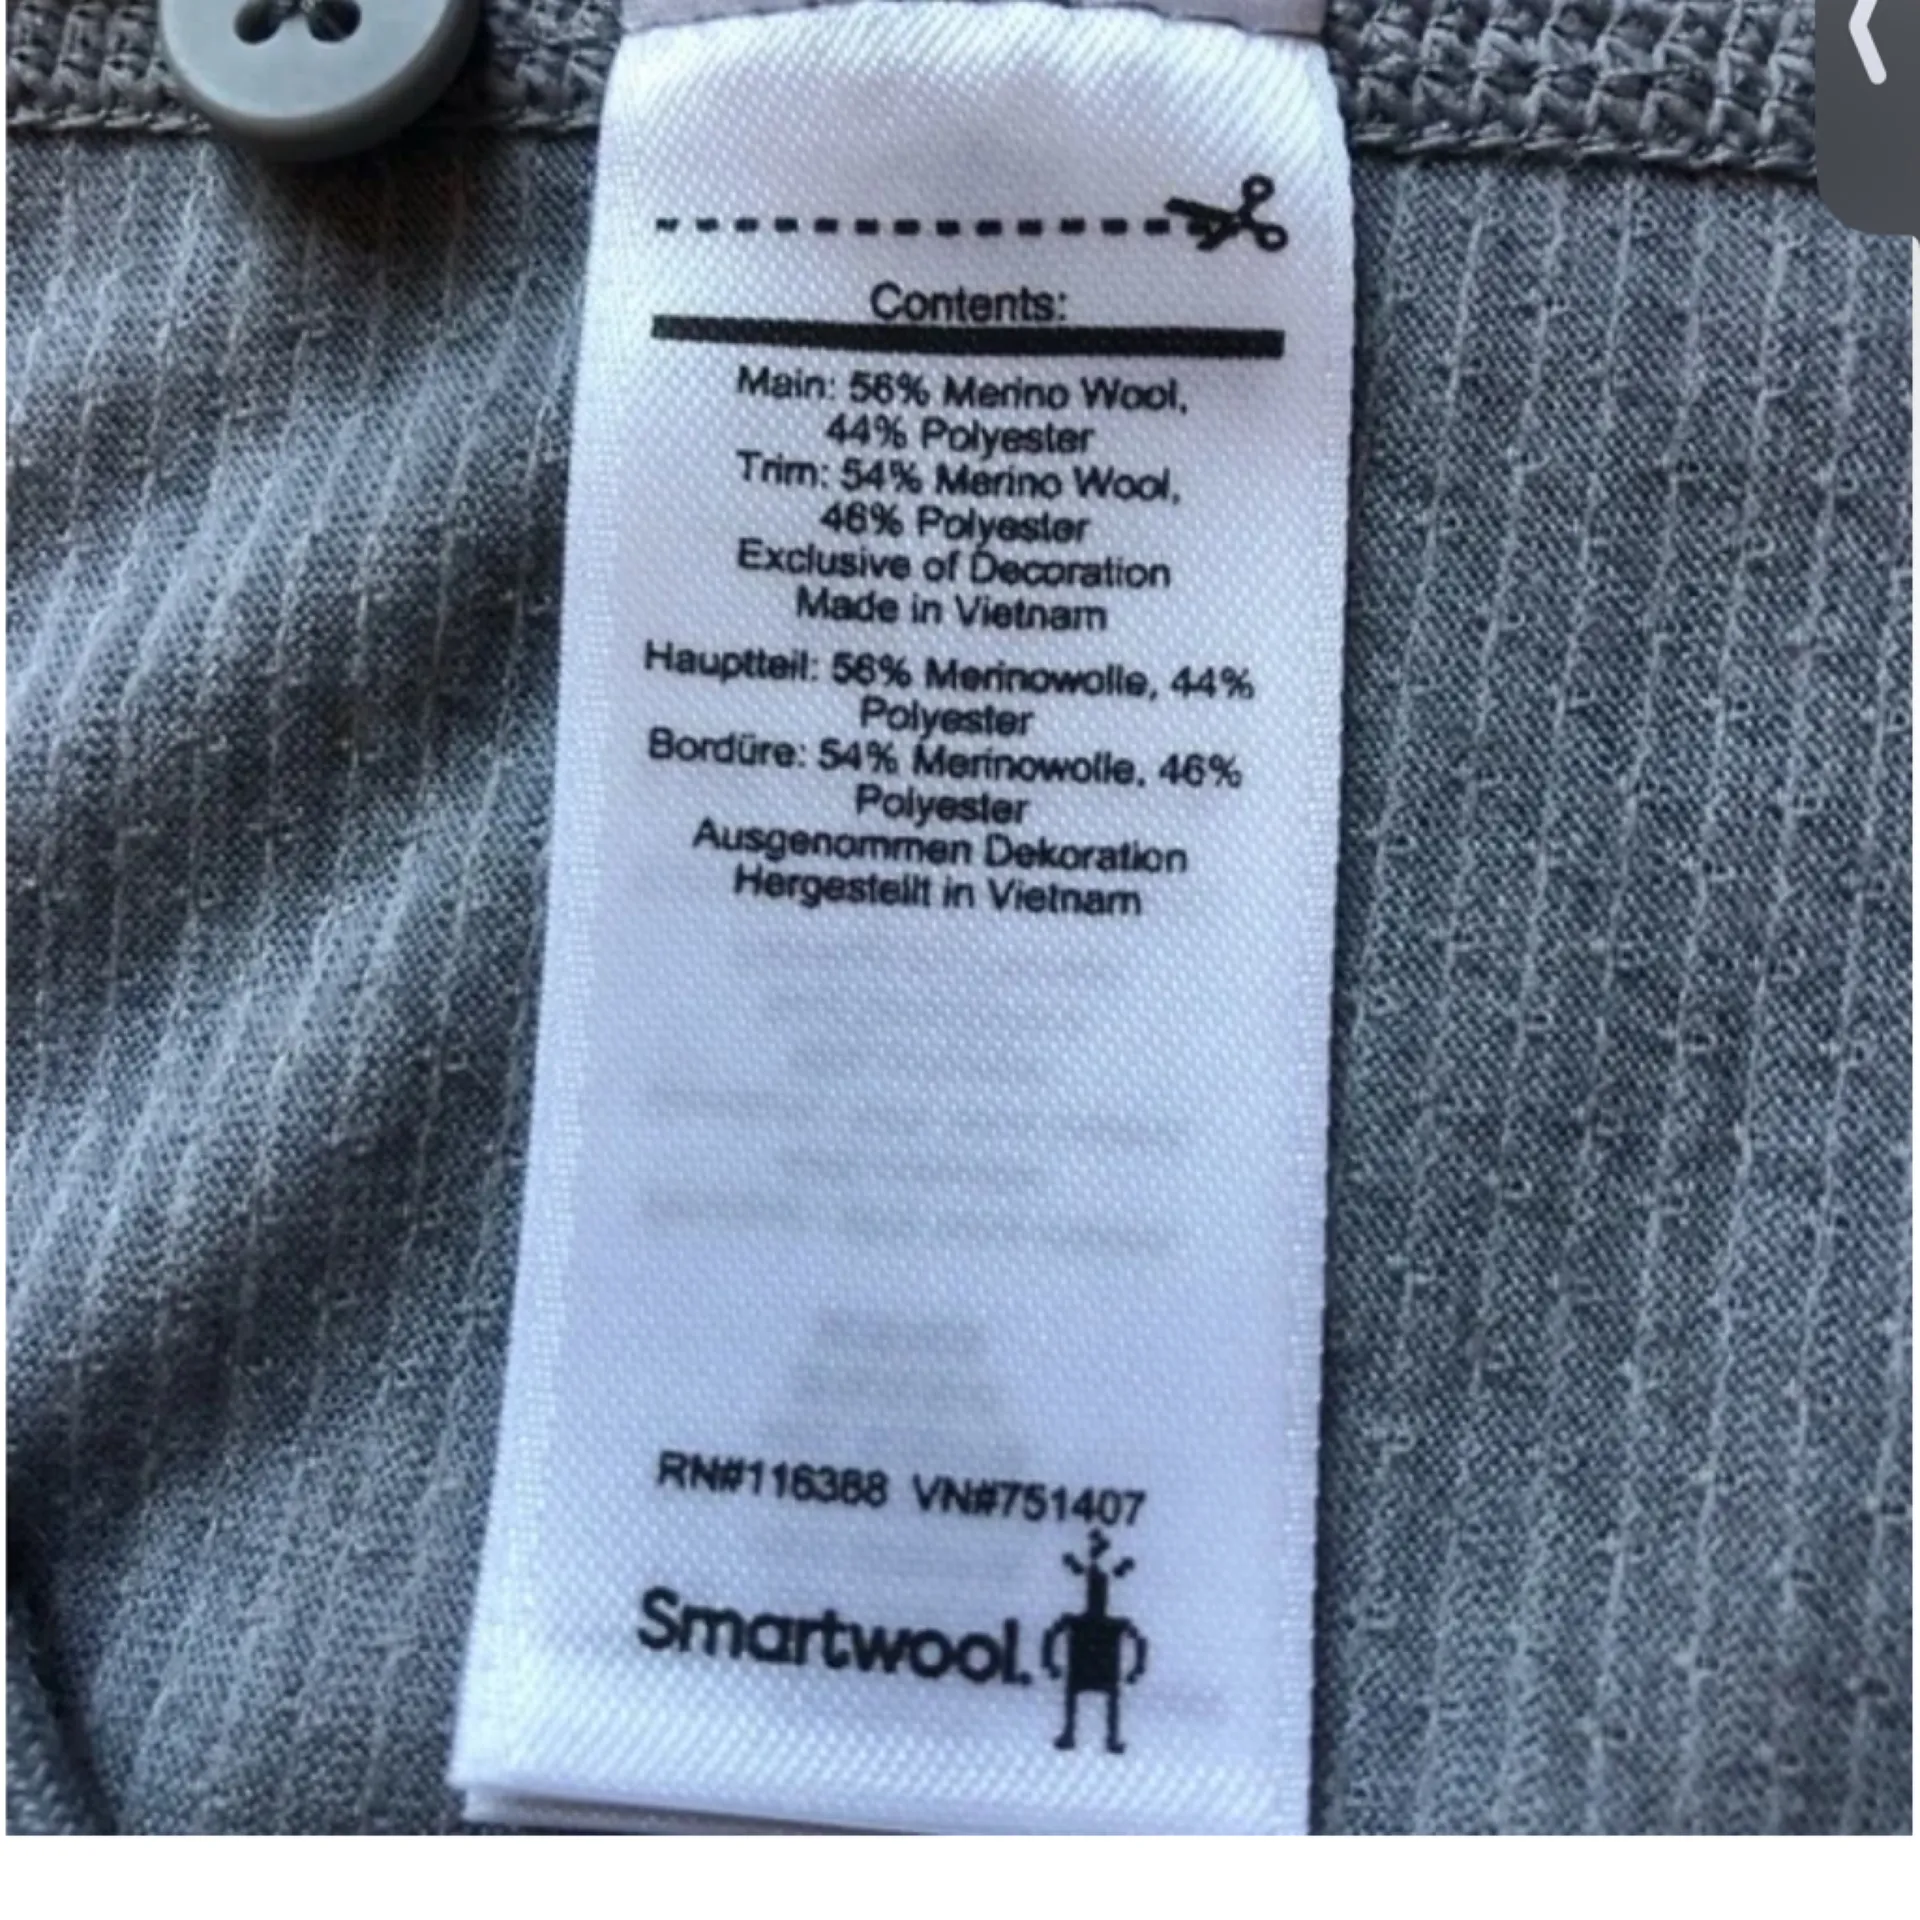 Contents:
Main: 56% Merino Wool,
44% Polyester
Trim: 54% Merino Wool,
46% Polyester
Exclusive of Decoration
Made in Vietnam
Hauptteil: 56% Merinowolle, 44%
Polyester
Bordüre: 54% Merinowolle, 46%
Polyester
Ausgenommen Dekoration
Hergestellt in Vietnam
RN#116388 VN#751407
Smartwool.